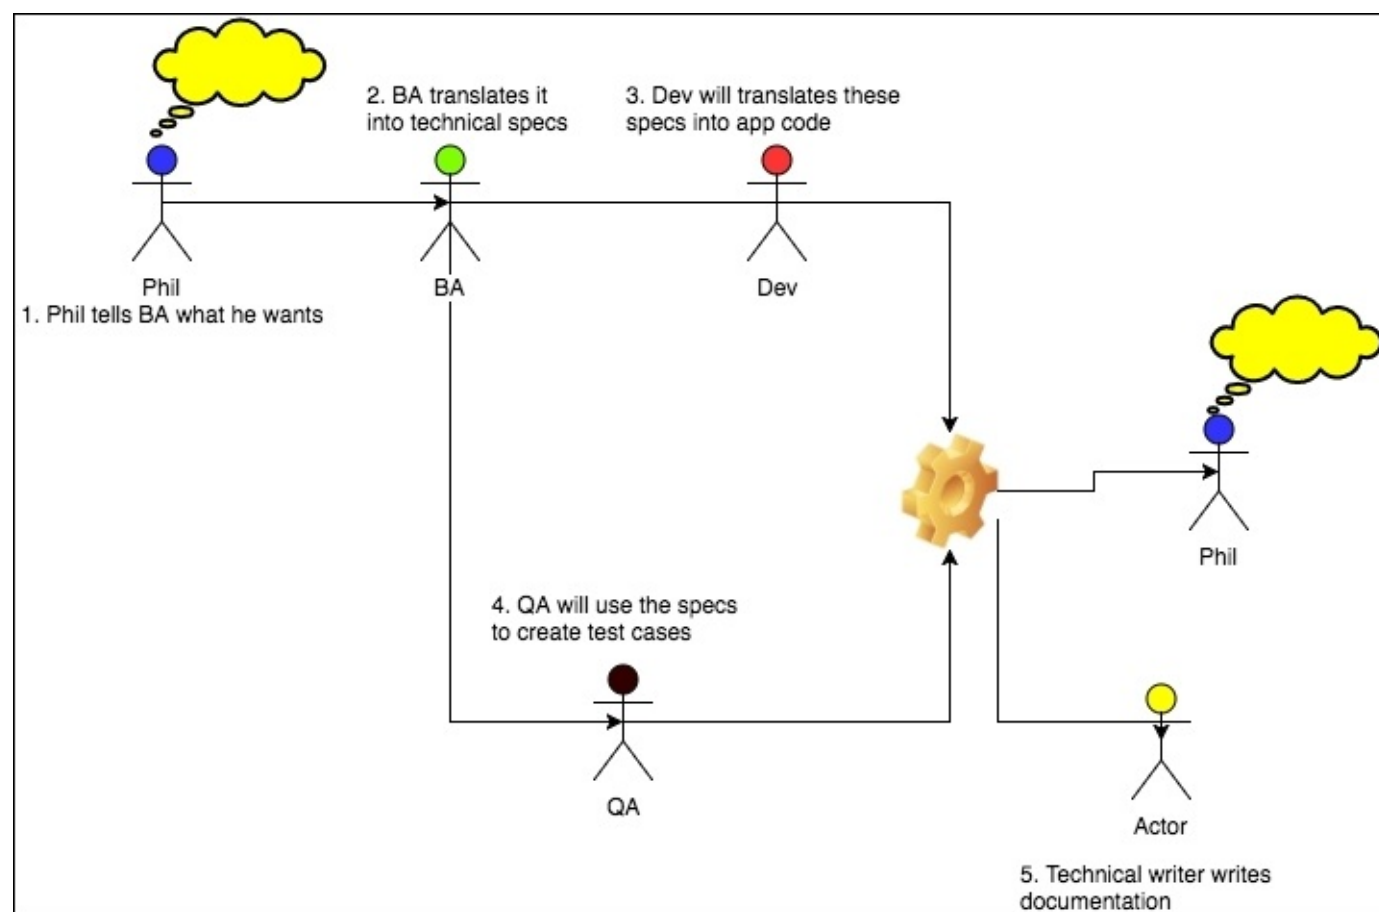 2. BA translates it
into technical specs
3. Dev will translates these
specs into app code
Phil
BA
Dev
1. Phil tells BA what he wants
Phil
4. QA will use the specs
to create test cases
QA
Actor
5. Technical writer writes
documentation